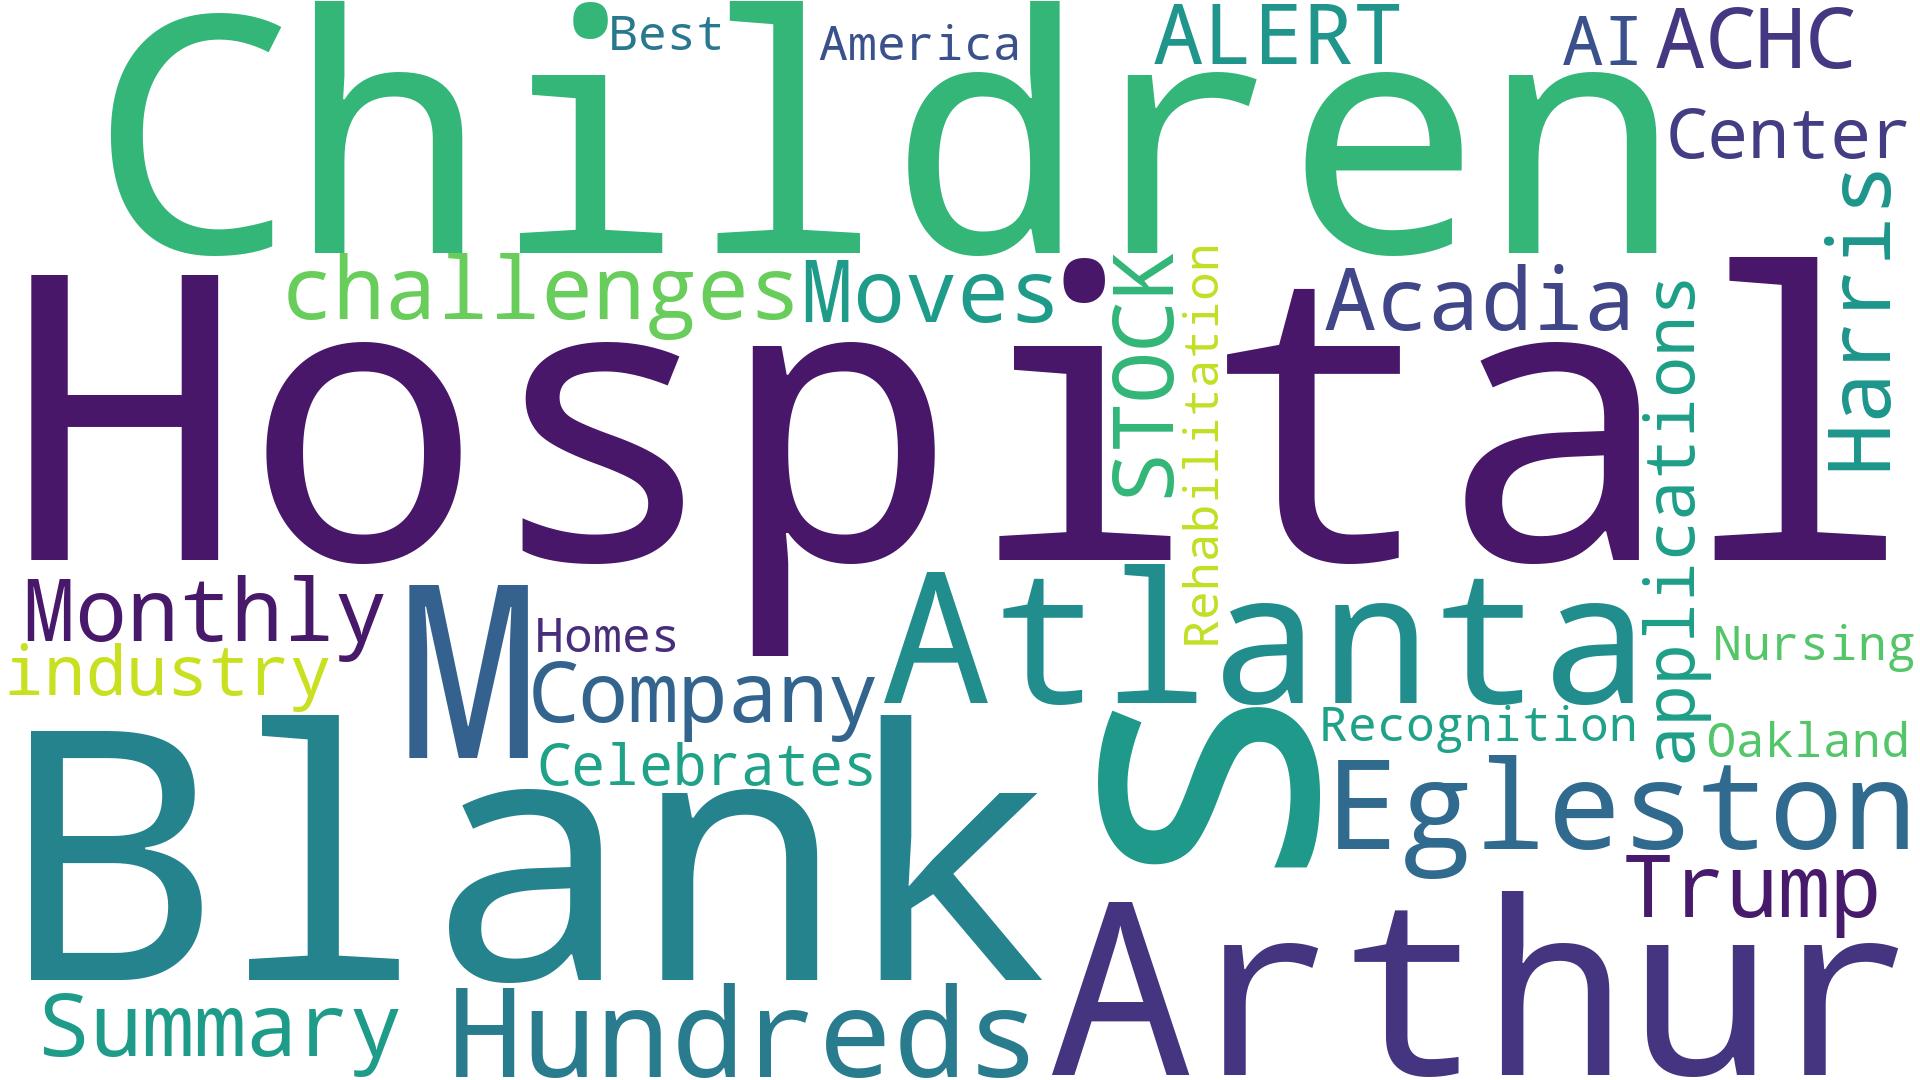 Children
Best
America
ALERT
AI
ACHC
Center
Harris
challenges
Moves
STOCK
Rehabilitation
Acadia
applications
Hospital
Monthly
industry
M
Homes
Company
Celebrates
Atlanta
Nursing
Recognition
Oakland
Blank
S
Egleston
Trump
Arthur
Summary
Hundreds